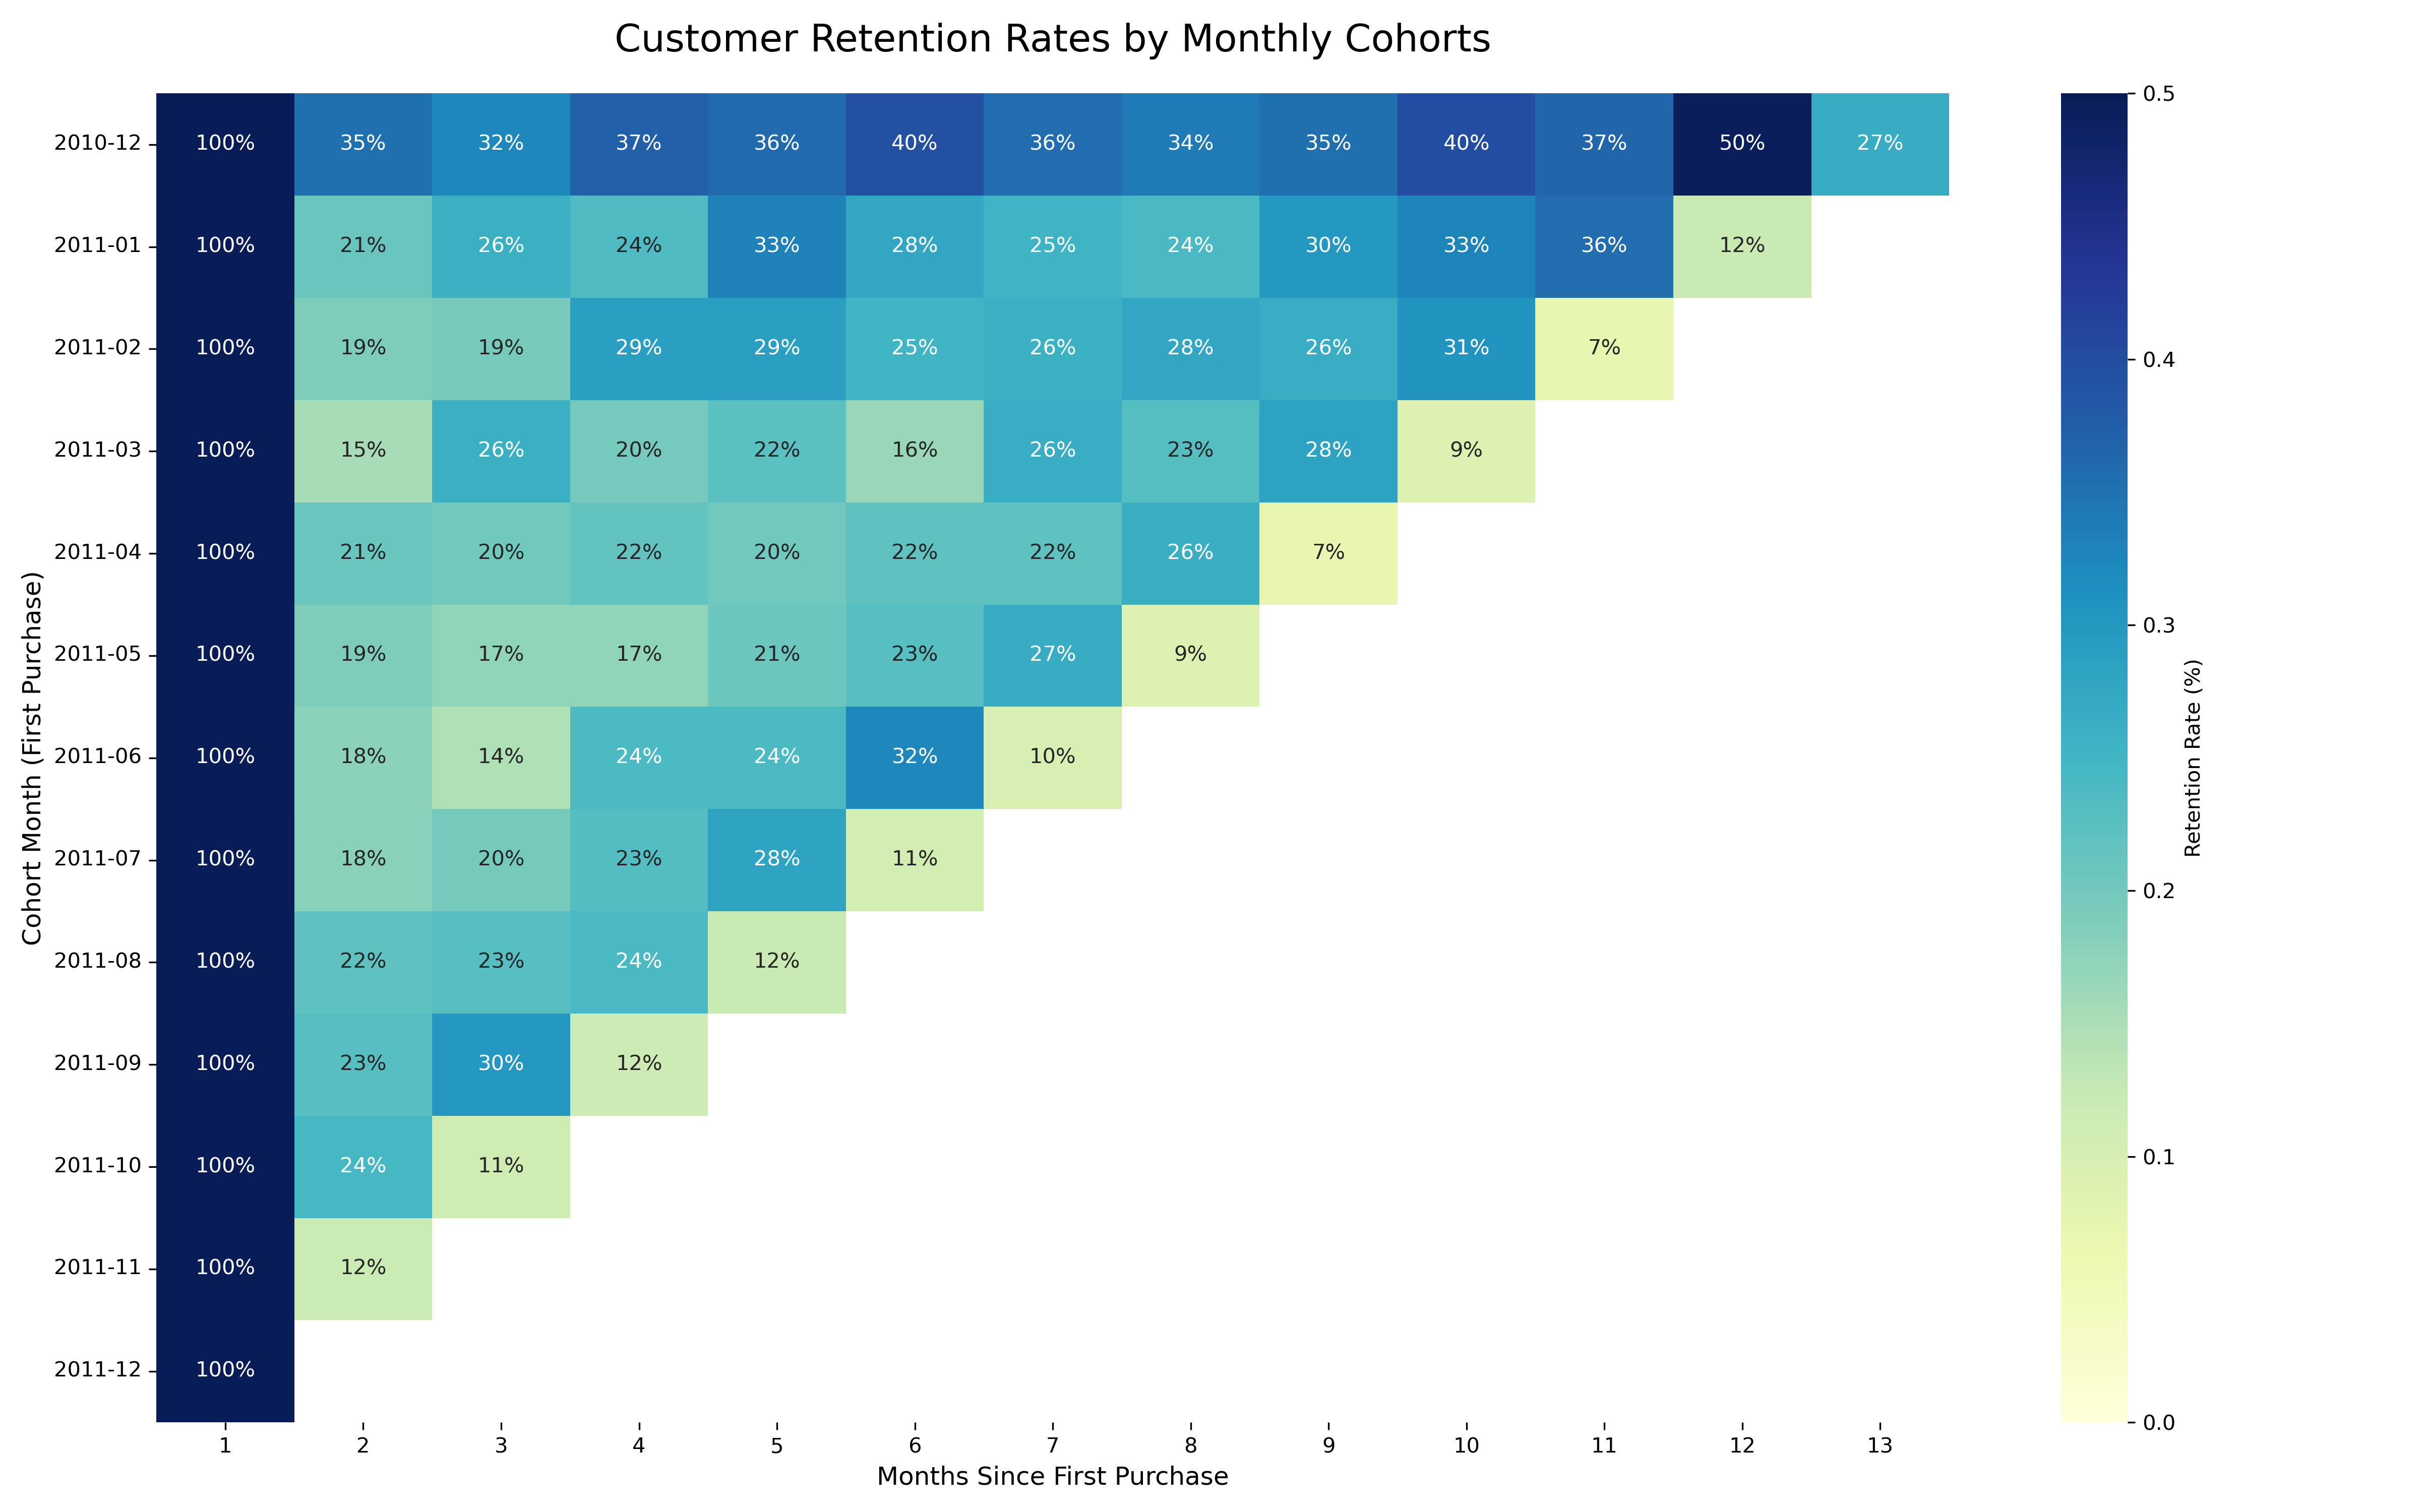 Customer Retention Rates by Monthly Cohorts
2010-12 100% 35% 32% 37% 36% 40% 36% 34% 35% 40% 37% 50% 27%
2011-01 100% 21% 26% 24% 33% 28% 25% 24% 30% 33% 36% 12%
2011-02 100% 19% 19% 29% 29% 25% 26% 28% 26% 31% 7%
2011-03 100% 15% 26% 20% 22% 16% 26% 23% 28% 9%
2011-04 100% 21% 20% 22% 20% 22% 22% 26% 7%
2011-05 100% 19% 17% 17% 21% 23% 27% 9%
2011-06 100% 18% 14% 24% 24% 32% 10%
2011-07 100% 18% 20% 23% 28% 11%
2011-08 100% 22% 23% 24% 12%
2011-09 100% 23% 30% 12%
2011-10 100% 24% 11%
2011-11 100% 12%
2011-12 100%
1 2 3 4 5 6 7 8 9 10 11 12 13
Months Since First Purchase
Cohort Month (First Purchase)
0.5
0.4
0.3
0.2
0.1
0.0
Retention Rate (%)